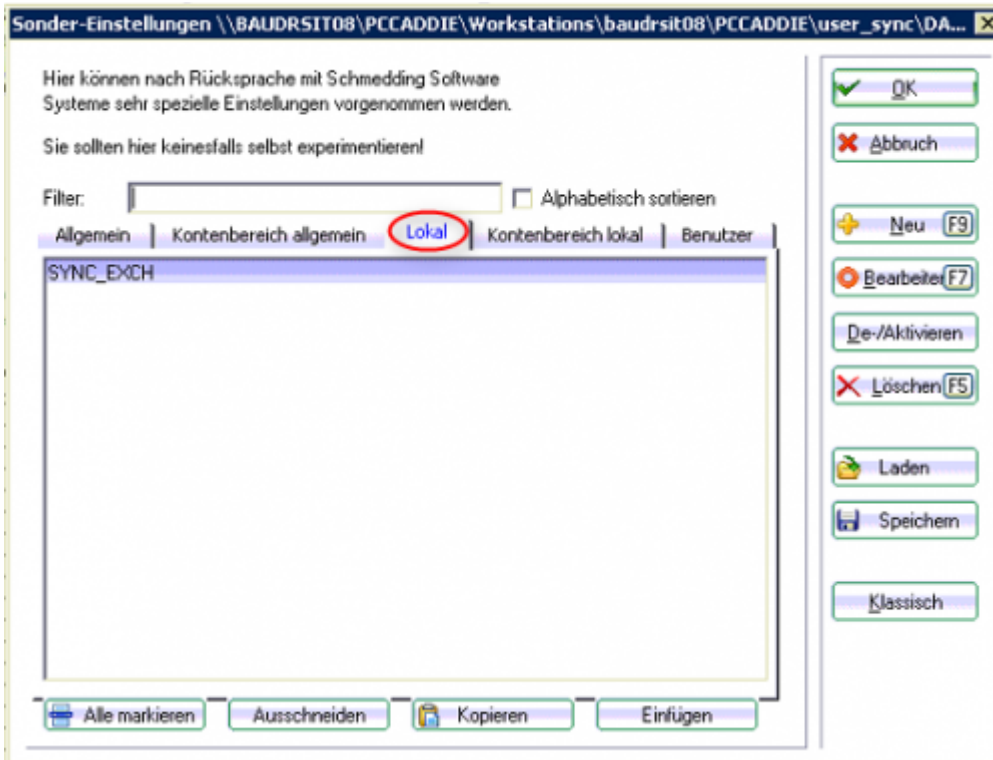 Sonder-Einstellungen \\BAUDRSIT08\PCCADDIE\Workstations\baudrsit08\PCCADDIE\user_sync\DA...
Hier können nach Rücksprache mit Schmedding Software
Systeme sehr spezielle Einstellungen vorgenommen werden.
Sie sollten hier keinesfalls selbst experimentieren!
Filter:
Alphabetisch sortieren
Allgemein
Kontenbereich allgemein
Lokal
Kontenbereich lokal
Benutzer
SYNC_EXCH
Alle markieren
Ausschneiden
Kopieren
Einfügen
OK
Abbruch
Neu F9
Bearbeiten F7
De-/Aktivieren
Löschen F5
Laden
Speichern
Klassisch